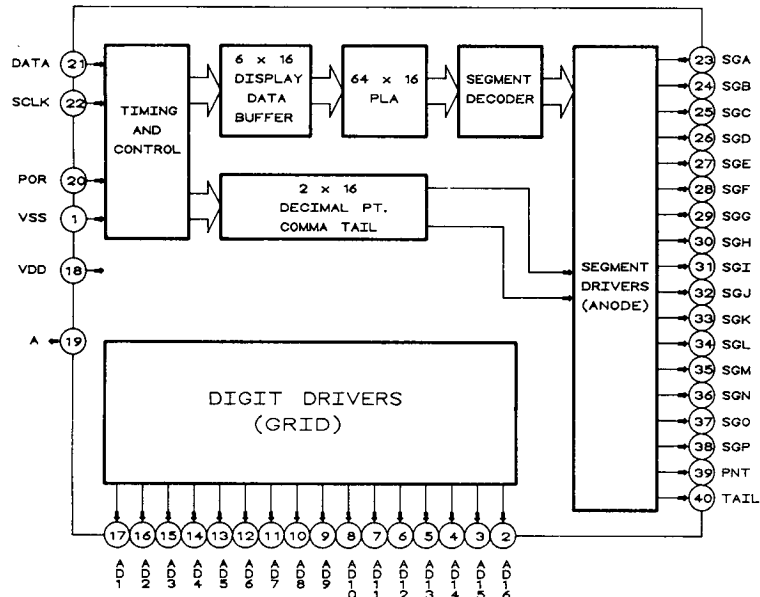 DATA 21
SCLK 22
POR 20
VSS 1
VDD 18
A 19
TIMING
AND
CONTROL
6 x 16
DISPLAY
DATA
BUFFER
64 x 16
PLA
SEGMENT
DECODER
2 x 16
DECIMAL PT.
COMMA TAIL
SEGMENT
DRIVERS
(ANODE)
DIGIT DRIVERS
(GRID)
23 SGA
24 SGB
25 SGC
26 SGD
27 SGE
28 SGF
29 SGG
30 SGH
31 SGI
32 SGJ
33 SGK
34 SGL
35 SGM
36 SGN
37 SGO
38 SGP
39 PNT
40 TAIL
17 16 15 14 13 12 11 10 9 8 7 6 5 4 3 2
AD1 AD2 AD3 AD4 AD5 AD6 AD7 AD8 AD9 AD10 AD11 AD12 AD13 AD14 AD15 AD16